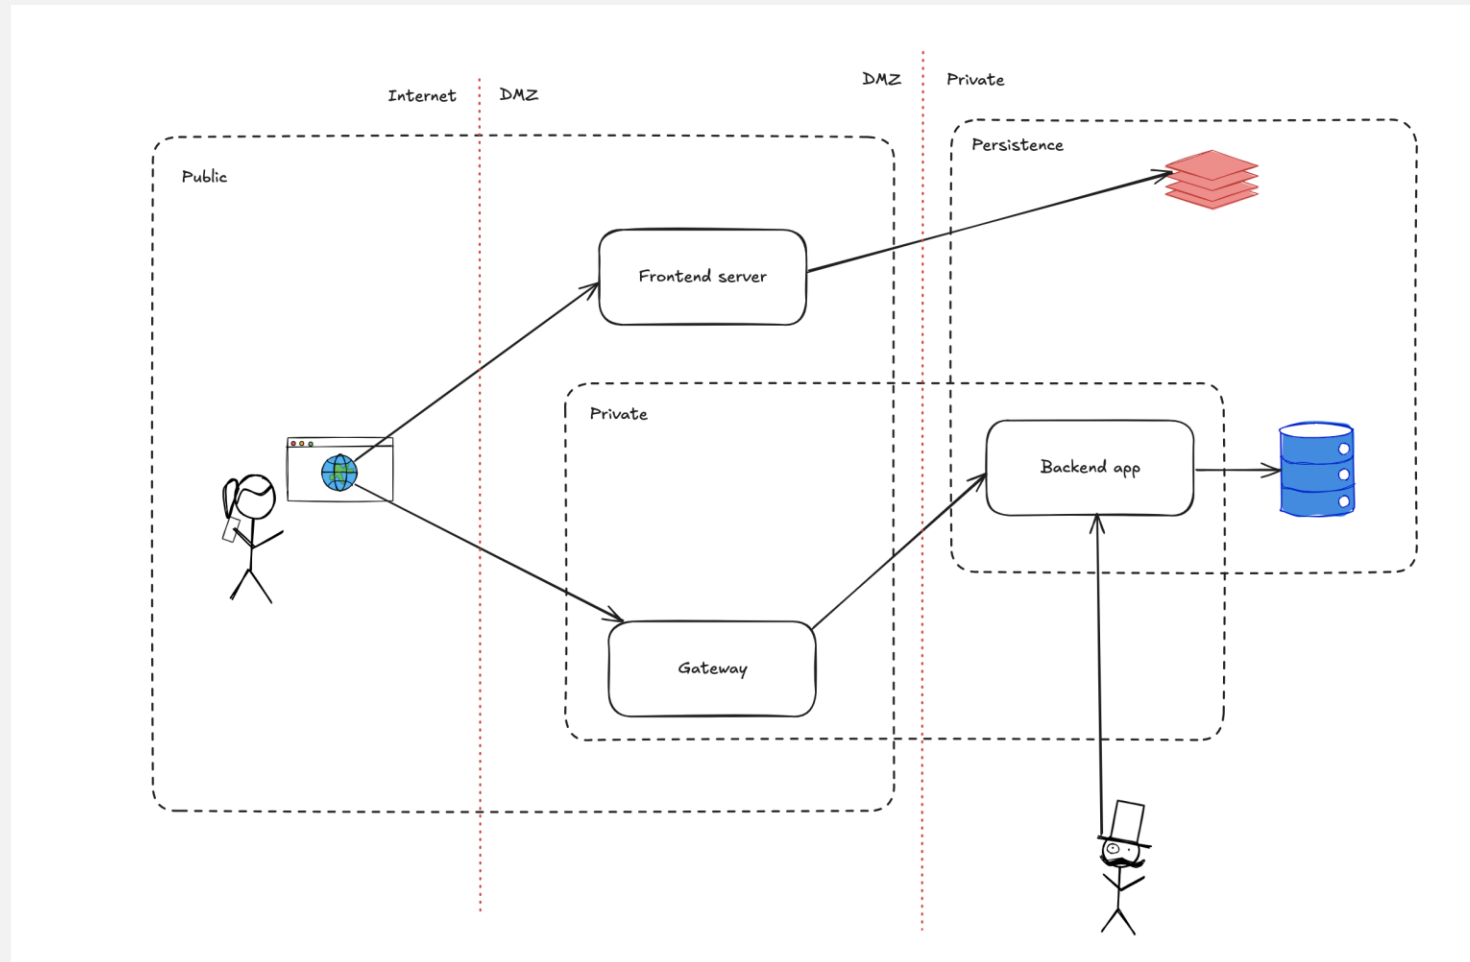 Internet
DMZ
DMZ
Private
Public
Persistence
Frontend server
Private
Backend app
Gateway